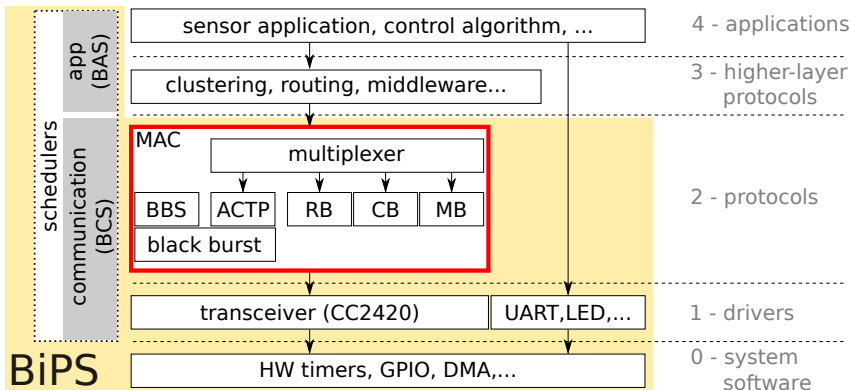 sensor application, control algorithm, ...
4 - applications
schedulers
app
(BAS)
clustering, routing, middleware...
3 - higher-layer
protocols
communication
(BCS)
MAC
multiplexer
BBS
ACTP
RB
CB
MB
black burst
2 - protocols
transceiver (CC2420)
UART,LED,...
1 - drivers
BiPS
HW timers, GPIO, DMA,...
0 - system
software